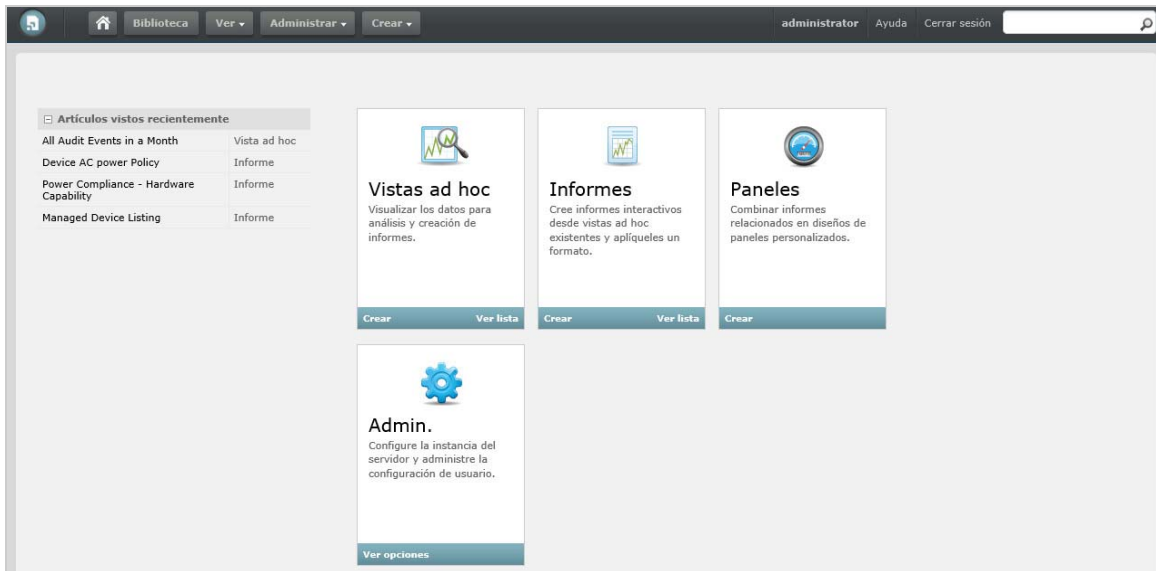 Biblioteca Ver Administrar Crear administrator Ayuda Cerrar sesión
Artículos vistos recientemente
All Audit Events in a Month Vista ad hoc
Device AC power Policy Informe
Power Compliance - Hardware Informe
Capability
Managed Device Listing Informe
Vistas ad hoc
Visualizar los datos para
análisis y creación de
informes.
Crear Ver lista
Informes
Cree informes interactivos
desde vistas ad hoc
existentes y aplíqueles un
formato.
Crear Ver lista
Paneles
Combinar informes
relacionados en diseños de
paneles personalizados.
Crear
Admin.
Configure la instancia del
servidor y administre la
configuración de usuario.
Ver opciones